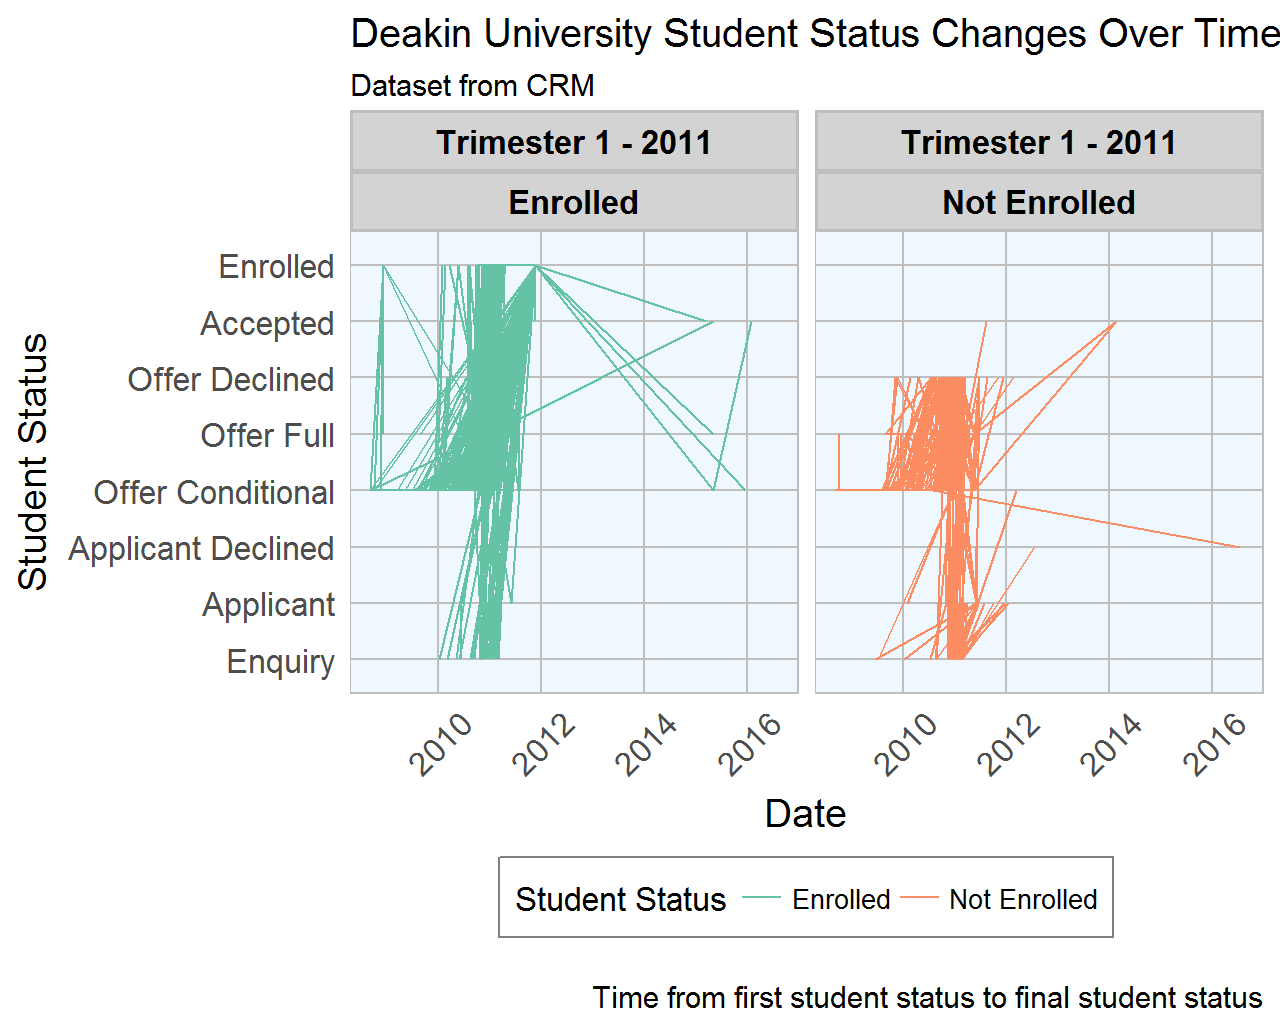 Deakin University Student Status Changes Over Time
Dataset from CRM
Trimester 1 - 2011
Trimester 1 - 2011
Enrolled
Not Enrolled
Student Status
Enrolled
Accepted
Offer Declined
Offer Full
Offer Conditional
Applicant Declined
Applicant
Enquiry
2010
2012
2014
2016
2010
2012
2014
2016
Date
Student Status Enrolled Not Enrolled
Time from first student status to final student status